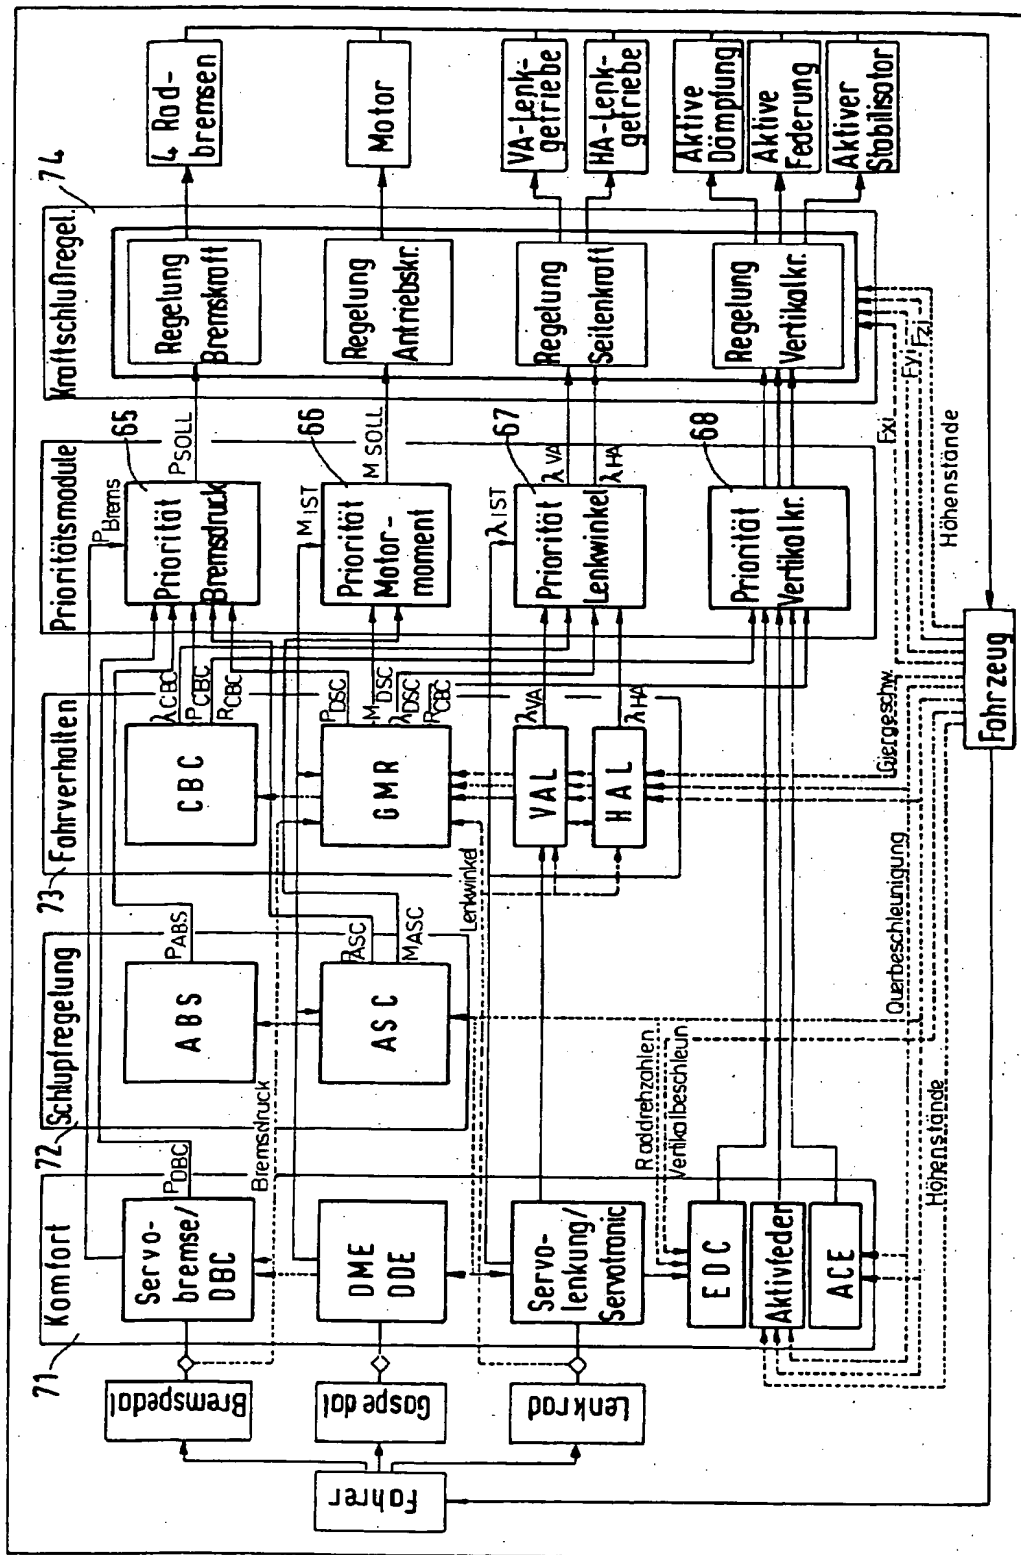 Fahrer
Bremspedal
Gaspedal
Lenkrad
71
Komfort
Servo-
bremse/
DBC
PDBC
DME
DDE
Servo-
lenkung/
Servotronic
EDC
Aktivfeder
ACE
Bremsdruck
Lenkwinkel
Raddrehzahlen
Vertikalbeschleun
Höhenstände
Querbeschleunigung
Giergeschw.
72
Schlupfregelung
ABS
PABS
ASC
PASC
MASC
73
Fahrverhalten
CBC
λCBC
PCBC
RCBC
GMR
PDSC
MDSC
λDSC
RCBC
VAL
λVA
HAL
λHA
Prioritätsmodule
65
PBrems
Priorität
Bremsdruck
PSOLL
66
MIST
Priorität
Motor-
moment
MSOLL
67
λIST
Priorität
Lenkwinkel
λVA
λHA
68
Priorität
Vertikalkr.
74
Kraftschlußregel.
Regelung
Bremskraft
Regelung
Antriebskr.
Regelung
Seitenkraft
Regelung
Vertikalkr.
Fxi
Fyi
Fzi
Höhenstände
4 Rad-
bremsen
Motor
VA-Lenk-
getriebe
HA-Lenk-
getriebe
Aktive
Dämpfung
Aktive
Federung
Aktiver
Stabilisator
Fahrzeug